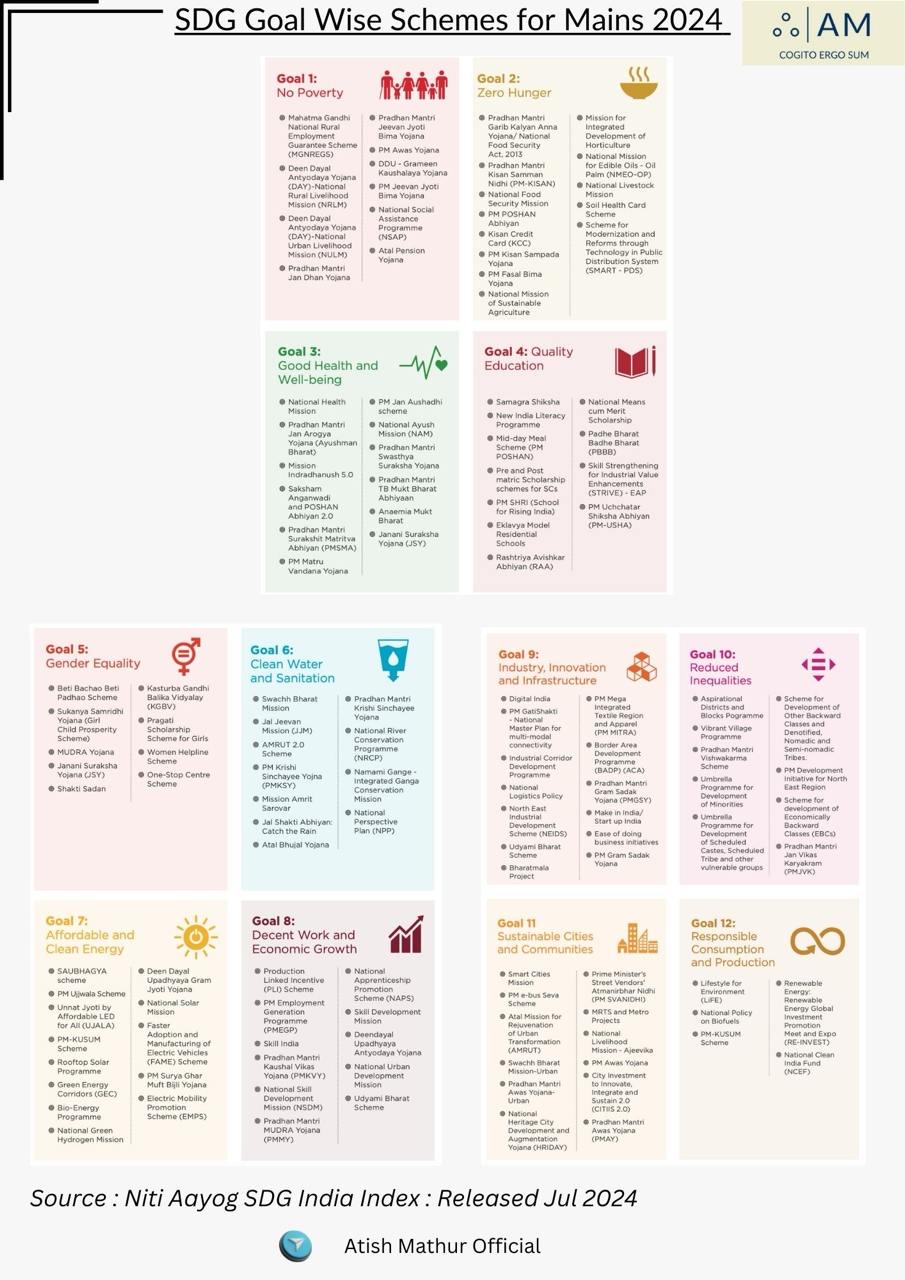 SDG Goal Wise Schemes for Mains 2024
AM
COGITO ERGO SUM
Goal 1:
No Poverty
Mahatma Gandhi
National Rural
Employment
Guarantee Scheme
(MGNREGS)
Deen Dayal
Antyodaya Yojana
(DAY)-National
Rural Livelihood
Mission (NRLM)
Deen Dayal
Antyodaya Yojana
(DAY)-National
Urban Livelihood
Mission (NULM)
Pradhan Mantri
Jan Dhan Yojana
Pradhan Mantri
Jeevan Jyoti
Bima Yojana
PM Awas Yojana
DDU - Grameen
Kaushalaya Yojana
PM Jeevan Jyoti
Bima Yojana
National Social
Assistance
Programme
(NSAP)
Atal Pension
Yojana
Goal 2:
Zero Hunger
Pradhan Mantri
Garib Kalyan Anna
Yojana/ National
Food Security
Act, 2013
Pradhan Mantri
Kisan Samman
Nidhi (PM-KISAN)
National Food
Security Mission
PM POSHAN
Abhiyan
Kisan Credit
Card (KCC)
PM Kisan Sampada
Yojana
PM Fasal Bima
Yojana
National Mission
of Sustainable
Agriculture
Mission for
Integrated
Development of
Horticulture
National Mission
for Edible Oils - Oil
Palm (NMEO-OP)
National Livestock
Mission
Soil Health Card
Scheme
Scheme for
Modernization and
Reforms through
Technology in Public
Distribution System
(SMART - PDS)
Goal 3:
Good Health and
Well-being
National Health
Mission
Pradhan Mantri
Jan Arogya
Yojana (Ayushman
Bharat)
Mission
Indradhanush 5.0
Saksham
Anganwadi
and POSHAN
Abhiyan 2.0
Pradhan Mantri
Surakshit Matritva
Abhiyan (PMSMA)
PM Matru
Vandana Yojana
PM Jan Aushadhi
scheme
National Ayush
Mission (NAM)
Pradhan Mantri
Swasthya
Suraksha Yojana
Pradhan Mantri
TB Mukt Bharat
Abhiyaan
Anaemia Mukt
Bharat
Janani Suraksha
Yojana (JSY)
Goal 4: Quality
Education
Samagra Shiksha
New India Literacy
Programme
Mid-day Meal
Scheme (PM
POSHAN)
Pre and Post
matric Scholarship
schemes for SCs
PM SHRI (School
for Rising India)
Eklavya Model
Residential
Schools
Rashtriya Avishkar
Abhiyan (RAA)
National Means
cum Merit
Scholarship
Padhe Bharat
Badhe Bharat
(PBBB)
Skill Strengthening
for Industrial Value
Enhancements
(STRIVE) - EAP
PM Uchchatar
Shiksha Abhiyan
(PM-USHA)
Goal 5:
Gender Equality
Beti Bachao Beti
Padhao Scheme
Sukanya Samridhi
Yojana (Girl
Child Prosperity
Scheme)
MUDRA Yojana
Janani Suraksha
Yojana (JSY)
Shakti Sadan
Kasturba Gandhi
Balika Vidyalay
(KGBV)
Pragati
Scholarship
Scheme for Girls
Women Helpline
Scheme
One-Stop Centre
Scheme
Goal 6:
Clean Water
and Sanitation
Swachh Bharat
Mission
Jal Jeevan
Mission (JJM)
AMRUT 2.0
Scheme
PM Krishi
Sinchayee Yojna
(PMKSY)
Mission Amrit
Sarovar
Jal Shakti Abhiyan:
Catch the Rain
Atal Bhujal Yojana
Pradhan Mantri
Krishi Sinchayee
Yojana
National River
Conservation
Programme
(NRCP)
Namami Gange -
Integrated Ganga
Conservation
Mission
National
Perspective
Plan (NPP)
Goal 9:
Industry, Innovation
and Infrastructure
Digital India
PM GatiShakti
- National
Master Plan for
multi-modal
connectivity
Industrial Corridor
Development
Programme
National
Logistics Policy
North East
Industrial
Development
Scheme (NEIDS)
Udyami Bharat
Scheme
Bharatmala
Project
PM Mega
Integrated
Textile Region
and Apparel
(PM MITRA)
Border Area
Development
Programme
(BADP) (ACA)
Pradhan Mantri
Gram Sadak
Yojana (PMGSY)
Make in India/
Start up India
Ease of doing
business initiatives
PM Gram Sadak
Yojana
Goal 10:
Reduced
Inequalities
Aspirational
Districts and
Blocks Pogramme
Vibrant Village
Programme
Pradhan Mantri
Vishwakarma
Scheme
Umbrella
Programme for
Development
of Minorities
Umbrella
Programme for
Development
of Scheduled
Castes, Scheduled
Tribe and other
vulnerable groups
Scheme for
Development of
Other Backward
Classes and
Denotified,
Nomadic and
Semi-nomadic
Tribes.
PM Development
Initiative for North
East Region
Scheme for
development of
Economically
Backward
Classes (EBCs)
Pradhan Mantri
Jan Vikas
Karyakram
(PMJVK)
Goal 7:
Affordable and
Clean Energy
SAUBHAGYA
scheme
PM Ujjwala Scheme
Unnat Jyoti by
Affordable LED
for All (UJALA)
PM-KUSUM
Scheme
Rooftop Solar
Programme
Green Energy
Corridors (GEC)
Bio-Energy
Programme
National Green
Hydrogen Mission
Deen Dayal
Upadhyaya Gram
Jyoti Yojana
National Solar
Mission
Faster
Adoption and
Manufacturing of
Electric Vehicles
(FAME) Scheme
PM Surya Ghar
Muft Bijli Yojana
Electric Mobility
Promotion
Scheme (EMPS)
Goal 8:
Decent Work and
Economic Growth
Production
Linked Incentive
(PLI) Scheme
PM Employment
Generation
Programme
(PMEGP)
Skill India
Pradhan Mantri
Kaushal Vikas
Yojana (PMKVY)
National Skill
Development
Mission (NSDM)
Pradhan Mantri
MUDRA Yojana
(PMMY)
National
Apprenticeship
Promotion
Scheme (NAPS)
Skill Development
Mission
Deendayal
Upadhyaya
Antyodaya Yojana
National Urban
Development
Mission
Udyami Bharat
Scheme
Goal 11
Sustainable Cities
and Communities
Smart Cities
Mission
PM e-bus Seva
Scheme
Atal Mission for
Rejuvenation
of Urban
Transformation
(AMRUT)
Swachh Bharat
Mission-Urban
Pradhan Mantri
Awas Yojana-
Urban
National
Heritage City
Development and
Augmentation
Yojana (HRIDAY)
Prime Minister's
Street Vendors'
Atmanirbhar Nidhi
(PM SVANIDHI)
MRTS and Metro
Projects
National
Livelihood
Mission - Ajeevika
PM Awas Yojana
City Investment
to Innovate,
Integrate and
Sustain 2.0
(CITIIS 2.0)
Pradhan Mantri
Awas Yojana
(PMAY)
Goal 12:
Responsible
Consumption
and Production
Lifestyle for
Environment
(LiFE)
National Policy
on Biofuels
PM-KUSUM
Scheme
Renewable
Energy:
Renewable
Energy Global
Investment
Promotion
Meet and Expo
(RE-INVEST)
National Clean
India Fund
(NCEF)
Source : Niti Aayog SDG India Index : Released Jul 2024
Atish Mathur Official